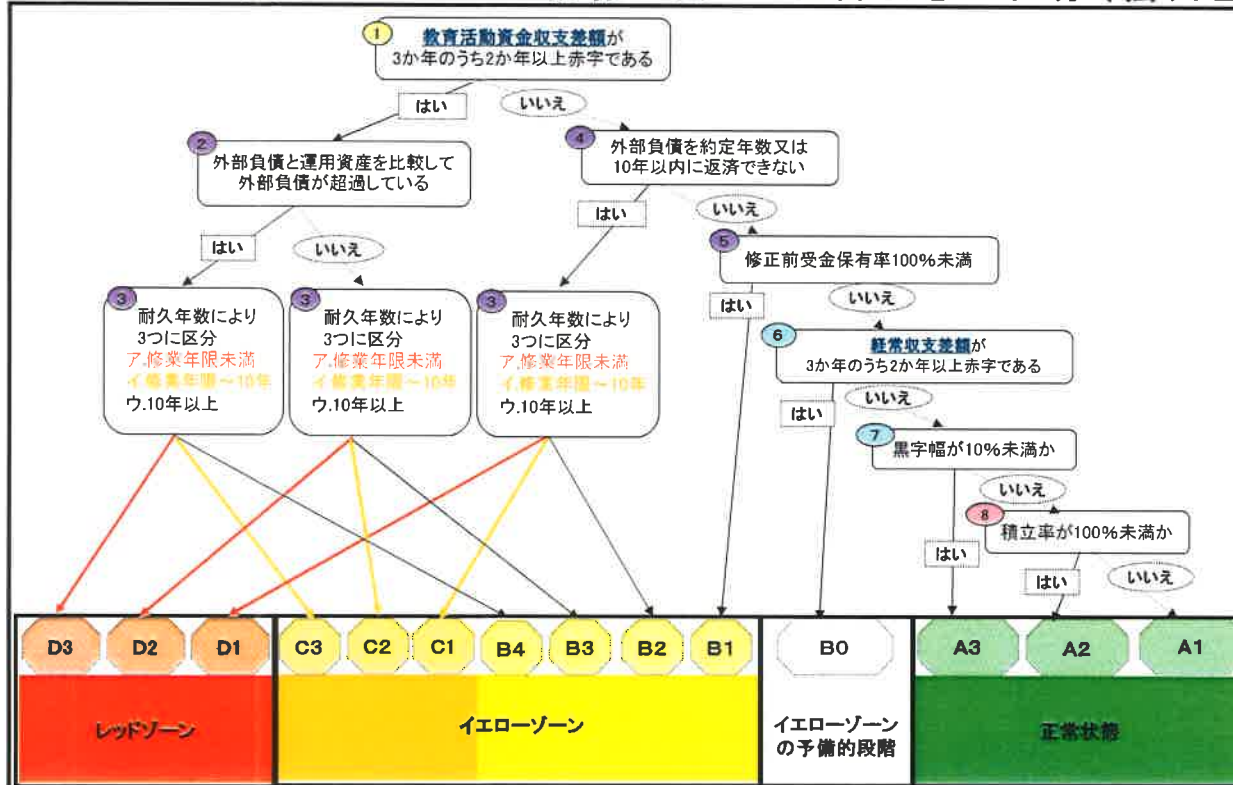 1
教育活動資金収支差額が
3か年のうち2か年以上赤字である
はい
いいえ
2
外部負債と運用資産を比較して
外部負債が超過している
4
外部負債を約定年数又は
10年以内に返済できない
はい
いいえ
はい
いいえ
5
修正前受金保有率100%未満
3
耐久年数により
3つに区分
ア.修業年限未満
イ.修業年限～10年
ウ.10年以上
3
耐久年数により
3つに区分
ア.修業年限未満
イ.修業年限～10年
ウ.10年以上
3
耐久年数により
3つに区分
ア.修業年限未満
イ.修業年限～10年
ウ.10年以上
はい
いいえ
6
経常収支差額が
3か年のうち2か年以上赤字である
はい
いいえ
7
黒字幅が10%未満か
はい
いいえ
8
積立率が100%未満か
はい
いいえ
D3 D2 D1 C3 C2 C1 B4 B3 B2 B1 B0 A3 A2 A1
レッドゾーン
イエローゾーン
イエローゾーン
の予備的段階
正常状態